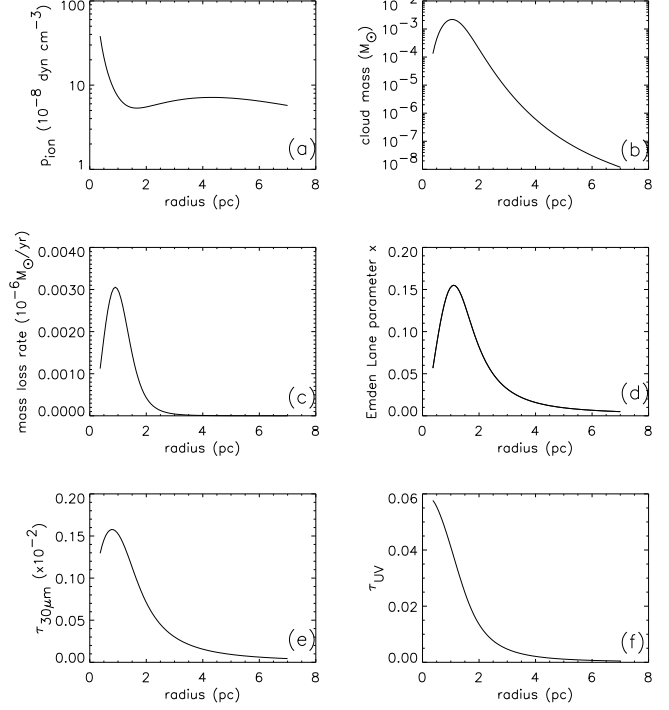 100
10
1
p_ion (10^−8 dyn cm^−3)
(a)
0 2 4 6 8
radius (pc)
10^−2
10^−3
10^−4
10^−5
10^−6
10^−7
10^−8
cloud mass (M_⊙)
(b)
0 2 4 6 8
radius (pc)
0.0040
0.0030
0.0020
0.0010
0.0000
mass loss rate (10^−6 M_⊙/yr)
(c)
0 2 4 6 8
radius (pc)
0.20
0.15
0.10
0.05
0.00
Emden Lane parameter x
(d)
0 2 4 6 8
radius (pc)
0.20
0.15
0.10
0.05
0.00
τ_30μm (x10^−2)
(e)
0 2 4 6 8
radius (pc)
0.06
0.04
0.02
0.00
τ_UV
(f)
0 2 4 6 8
radius (pc)